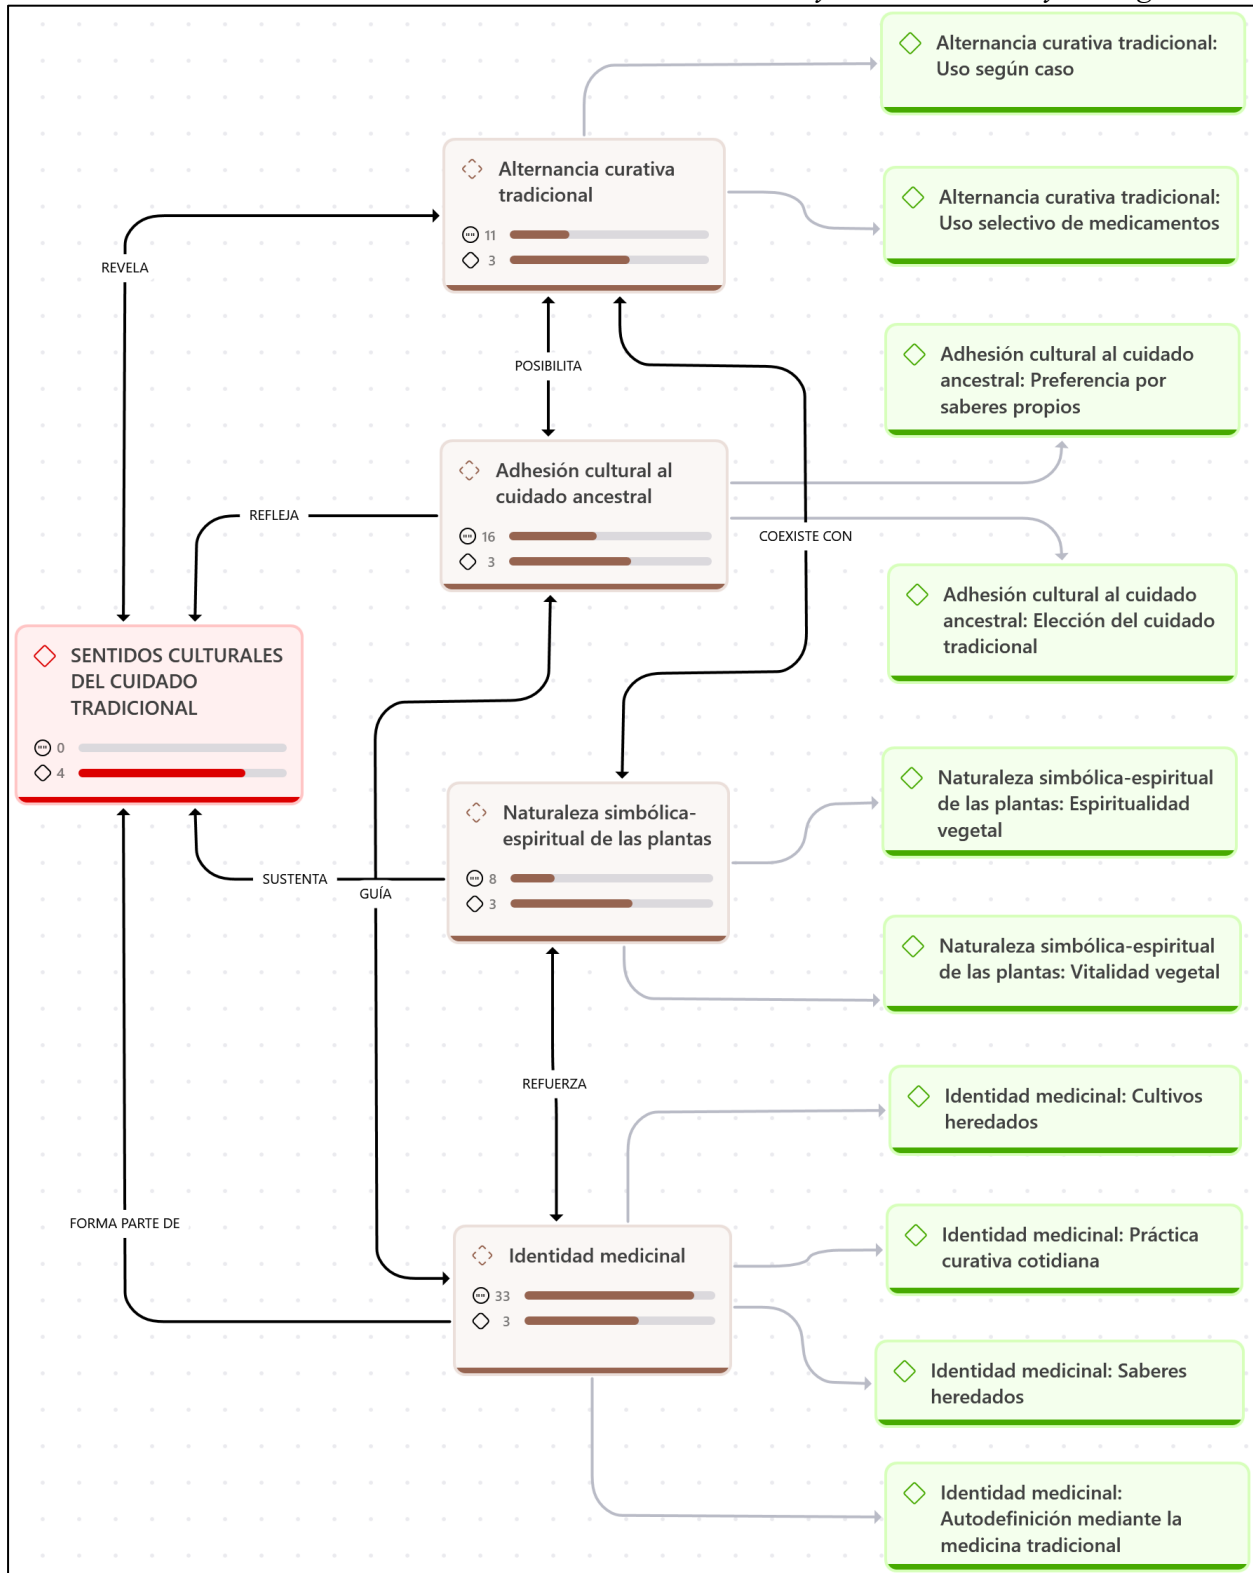 Alternancia curativa tradicional:
Uso según caso
Alternancia curativa
tradicional
11
3
Alternancia curativa tradicional:
Uso selectivo de medicamentos
REVELA
POSIBILITA
Adhesión cultural al cuidado
ancestral: Preferencia por
saberes propios
Adhesión cultural al
cuidado ancestral
16
3
REFLEJA
COEXISTE CON
Adhesión cultural al cuidado
ancestral: Elección del cuidado
tradicional
SENTIDOS CULTURALES
DEL CUIDADO
TRADICIONAL
0
4
Naturaleza simbólica-
espiritual de las plantas
8
3
Naturaleza simbólica-espiritual
de las plantas: Espiritualidad
vegetal
SUSTENTA
GUÍA
Naturaleza simbólica-espiritual
de las plantas: Vitalidad vegetal
REFUERZA
Identidad medicinal: Cultivos
heredados
FORMA PARTE DE
Identidad medicinal
33
3
Identidad medicinal: Práctica
curativa cotidiana
Identidad medicinal: Saberes
heredados
Identidad medicinal:
Autodefinición mediante la
medicina tradicional